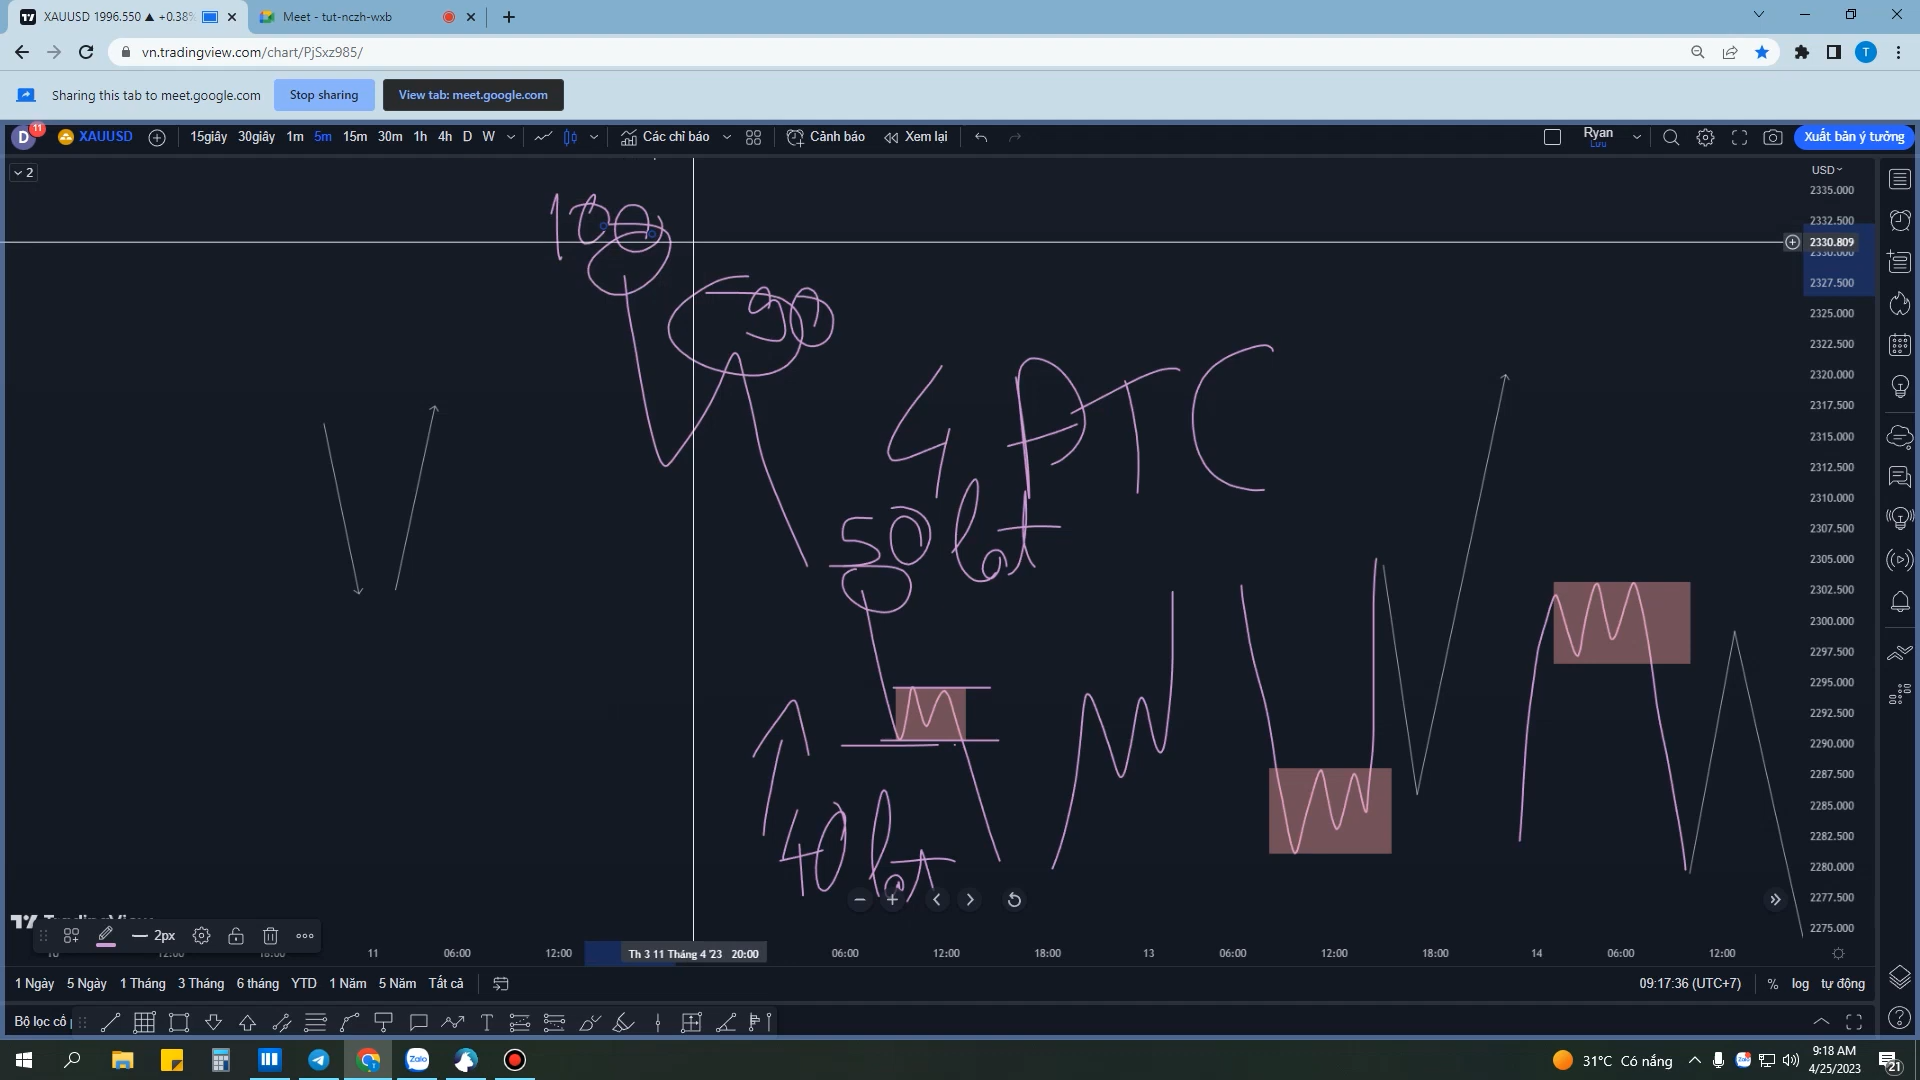 XAUUSD 1996.550 ▲ +0.38%
Meet - tut-nczh-wxb
vn.tradingview.com/chart/PjSxz985/
T
Sharing this tab to meet.google.com
Stop sharing
View tab: meet.google.com
D 11 XAUUSD 15giây 30giây 1m 5m 15m 30m 1h 4h D W Các chỉ báo Cảnh báo Xem lại Ryan Lưu Xuất bản ý tưởng
2
USD
2335.000
2332.500
2330.809
2330.000
2327.500
2325.000
2322.500
2320.000
2317.500
2315.000
2312.500
2310.000
2307.500
2305.000
2302.500
2300.000
2297.500
2295.000
2292.500
2290.000
2287.500
2285.000
2282.500
2280.000
2277.500
2275.000
100
90
4 PTC
50 lot
40 lot
TradingView
2px
11 06:00 12:00 Th 3 11 Tháng 4 '23 20:00 06:00 12:00 18:00 13 06:00 12:00 18:00 14 06:00 12:00
1 Ngày 5 Ngày 1 Tháng 3 Tháng 6 tháng YTD 1 Năm 5 Năm Tất cả 09:17:36 (UTC+7) % log tự động
Bộ lọc cổ
Zalo
31°C Có nắng
9:18 AM
4/25/2023
21